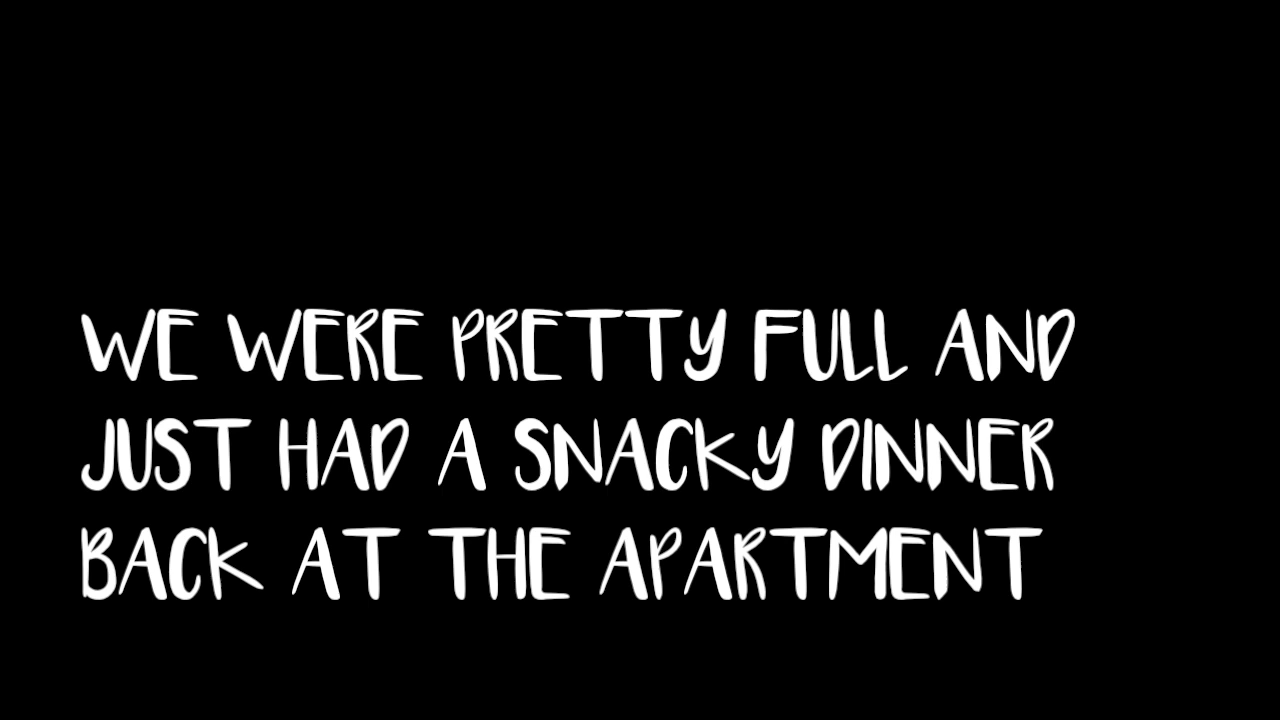 WE WERE PRETTY FULL AND
JUST HAD A SNACKY DINNER
BACK AT THE APARTMENT